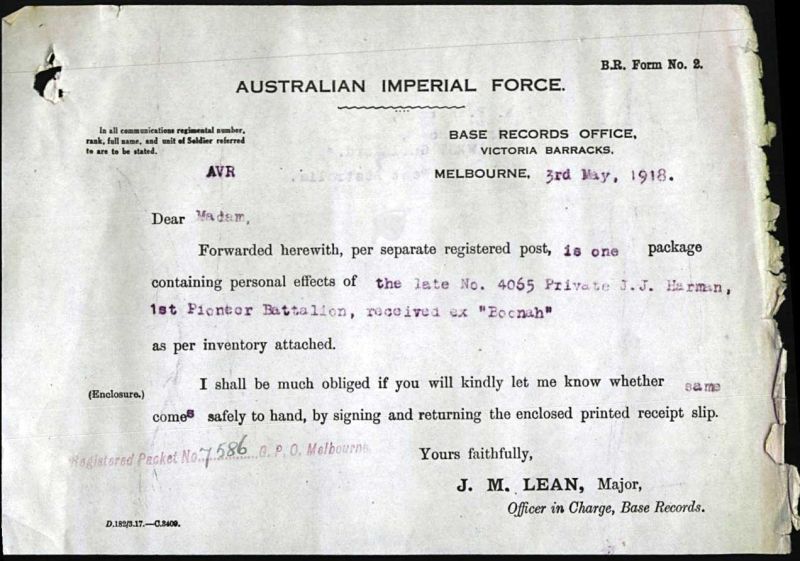 B.R. Form No. 2.
AUSTRALIAN IMPERIAL FORCE.
In all communications regimental number,
rank, full name, and unit of Soldier referred
to are to be stated.
BASE RECORDS OFFICE,
VICTORIA BARRACKS.
AVR
MELBOURNE, 3rd May, 1918.
Dear Madam,
Forwarded herewith, per separate registered post, is one package
containing personal effects of the late No. 4065 Private J.J. Harman,
1st Pioneer Battalion, received ex "Boonah"
as per inventory attached.
I shall be much obliged if you will kindly let me know whether same
(Enclosure.)
comes safely to hand, by signing and returning the enclosed printed receipt slip.
Registered Packet No. 7586 G. P. O. Melbourne
Yours faithfully,
J. M. LEAN, Major,
Officer in Charge, Base Records.
D.182/3.17.—C.3409.